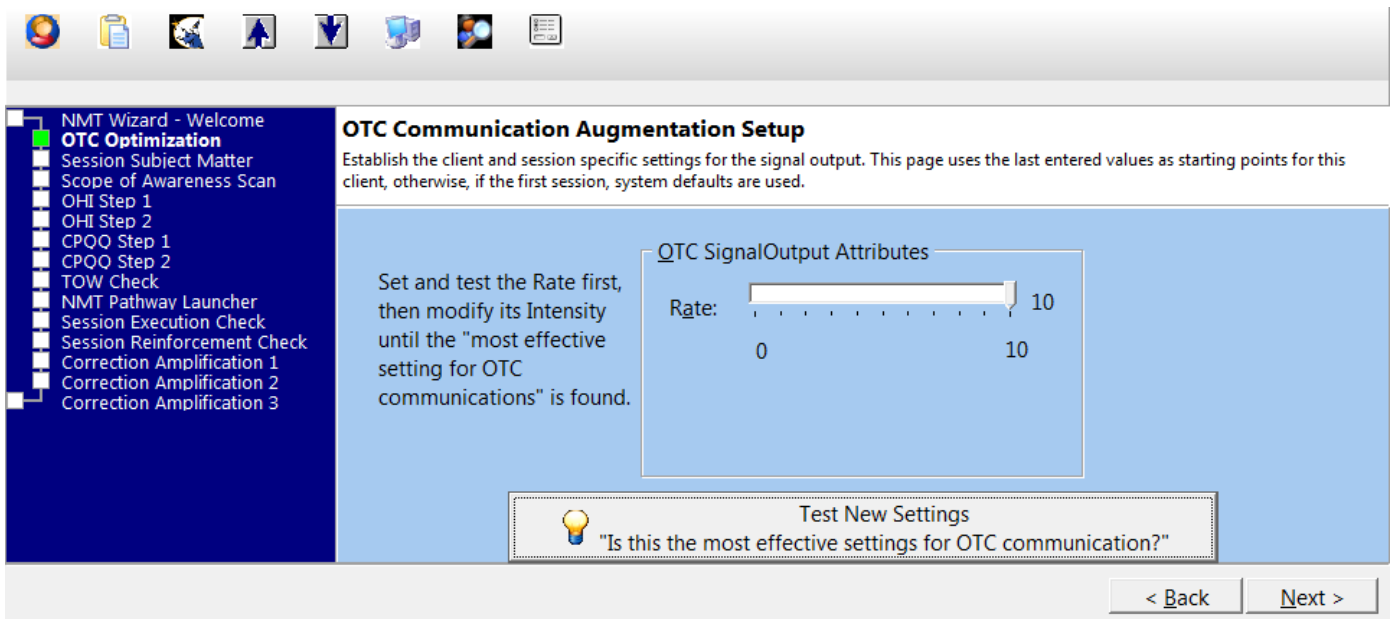 NMT Wizard - Welcome
OTC Optimization
Session Subject Matter
Scope of Awareness Scan
OHI Step 1
OHI Step 2
CPQQ Step 1
CPQQ Step 2
TOW Check
NMT Pathway Launcher
Session Execution Check
Session Reinforcement Check
Correction Amplification 1
Correction Amplification 2
Correction Amplification 3
OTC Communication Augmentation Setup
Establish the client and session specific settings for the signal output. This page uses the last entered values as starting points for this
client, otherwise, if the first session, system defaults are used.
Set and test the Rate first,
then modify its Intensity
until the "most effective
setting for OTC
communications" is found.
OTC SignalOutput Attributes
Rate:
10
0
10
Test New Settings
"Is this the most effective settings for OTC communication?"
< Back
Next >